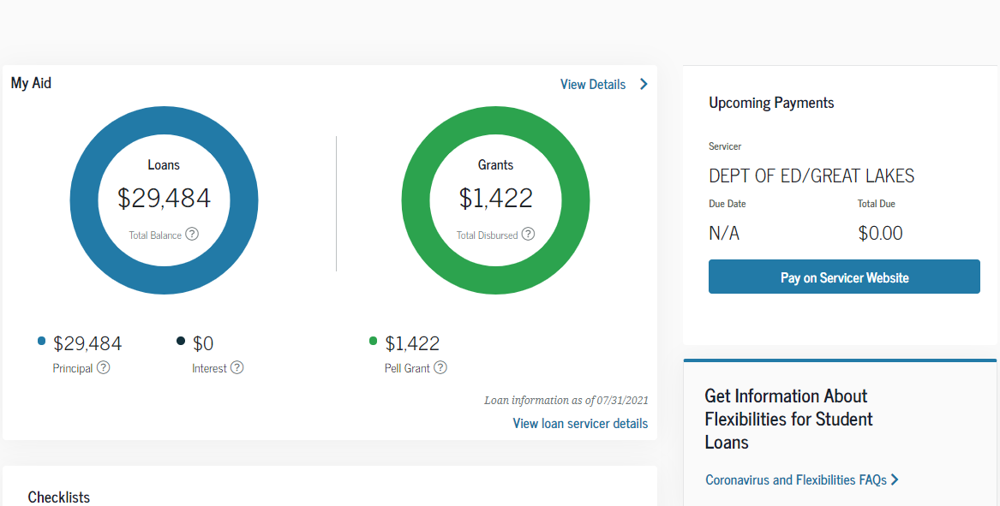 My Aid
View Details
Loans
$29,484
Total Balance ?
Grants
$1,422
Total Disbursed ?
$29,484
Principal ?
$0
Interest ?
$1,422
Pell Grant ?
Loan information as of 07/31/2021
View loan servicer details
Checklists
Upcoming Payments
Servicer
DEPT OF ED/GREAT LAKES
Due Date
N/A
Total Due
$0.00
Pay on Servicer Website
Get Information About
Flexibilities for Student
Loans
Coronavirus and Flexibilities FAQs